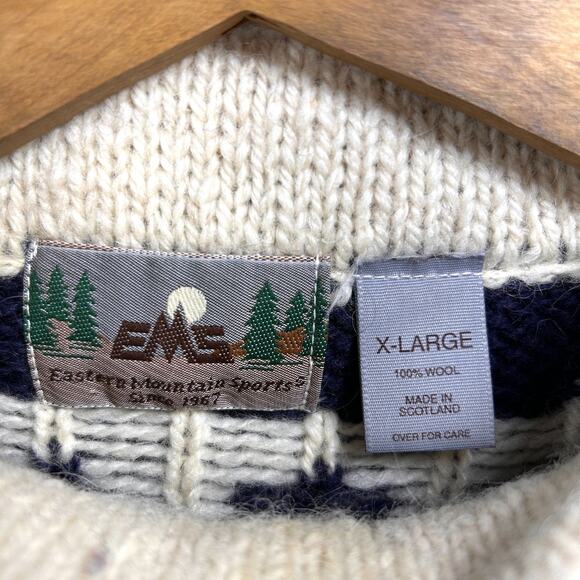 EMS
Eastern Mountain Sports®
Since 1967
X-LARGE
100% WOOL
MADE IN
SCOTLAND
OVER FOR CARE